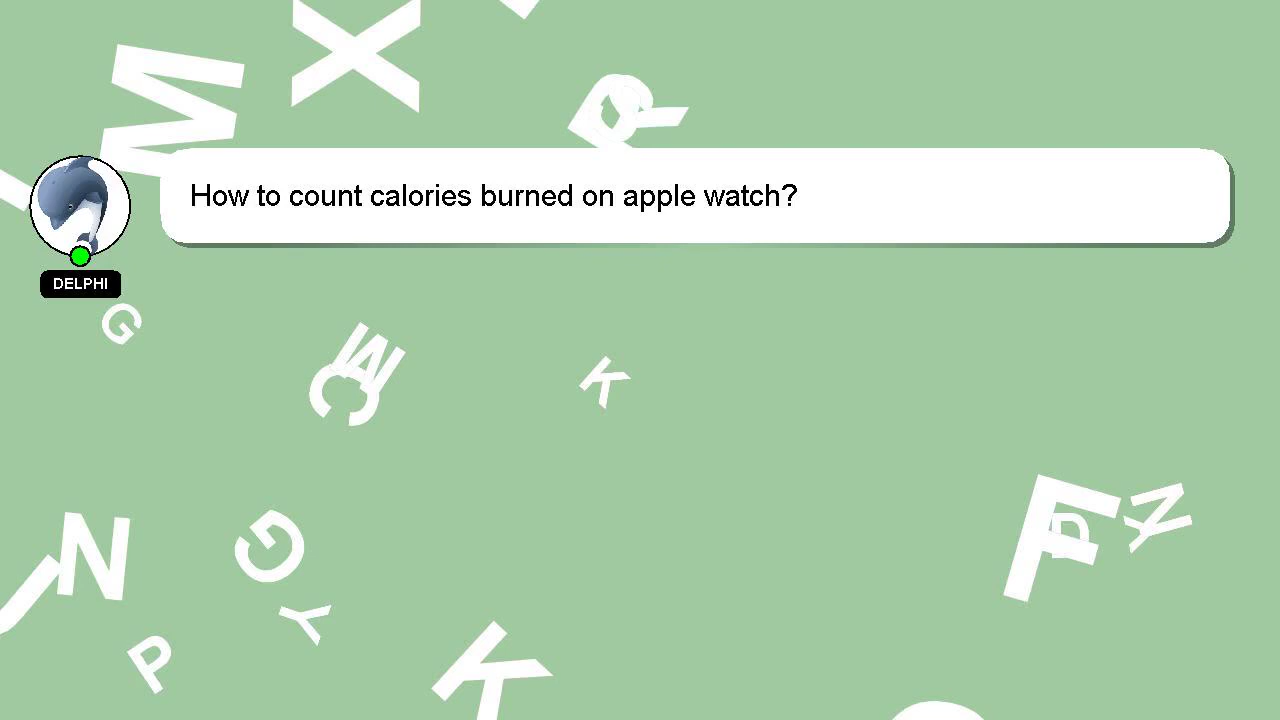 M
X
R
Q
Y
How to count calories burned on apple watch?
DELPHI
G
W
A
C
K
F
D
N
Y
Z
N
G
Y
P
K